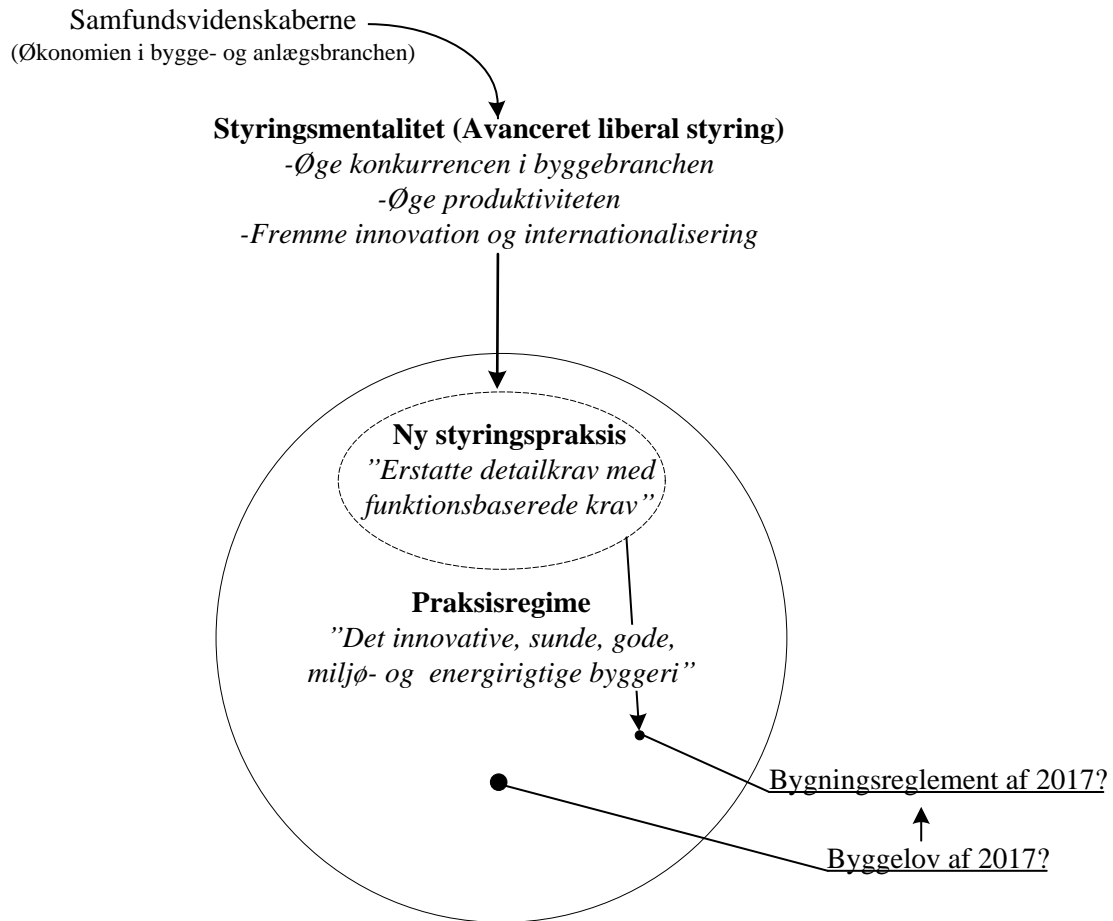 Samfundsvidenskaberne
(Økonomien i bygge- og anlægsbranchen)
Styringsmentalitet (Avanceret liberal styring)
-Øge konkurrencen i byggebranchen
-Øge produktiviteten
-Fremme innovation og internationalisering
Ny styringspraksis
”Erstatte detailkrav med
funktionsbaserede krav”
Praksisregime
”Det innovative, sunde, gode,
miljø- og energirigtige byggeri”
Bygningsreglement af 2017?
Byggelov af 2017?